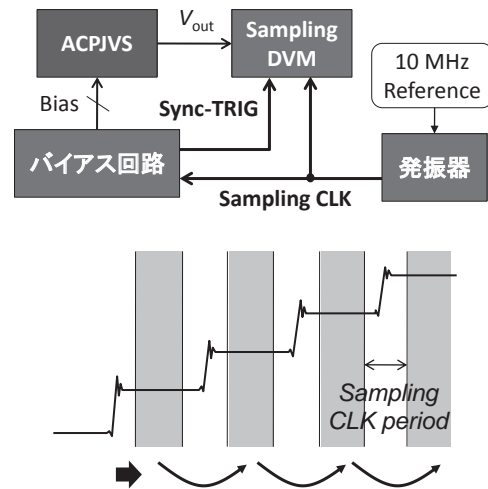 ACPJVS
Vout
Sampling
DVM
10 MHz
Reference
Bias
Sync-TRIG
バイアス回路
発振器
Sampling CLK
Sampling
CLK period